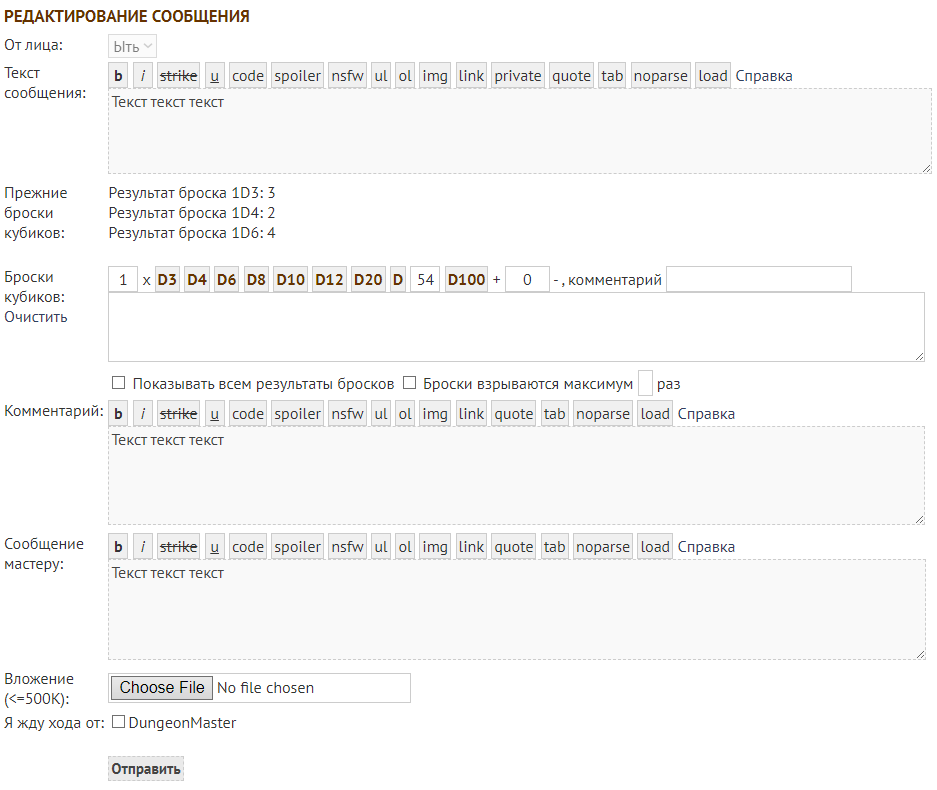 РЕДАКТИРОВАНИЕ СООБЩЕНИЯ
От лица: Ыть
Текст сообщения: b i strike u code spoiler nsfw ul ol img link private quote tab noparse load Справка
Текст текст текст
Прежние броски кубиков:
Результат броска 1D3: 3
Результат броска 1D4: 2
Результат броска 1D6: 4
Броски кубиков:
Очистить
1 x D3 D4 D6 D8 D10 D12 D20 D 54 D100 + 0 - , комментарий
Показывать всем результаты бросков Броски взрываются максимум раз
Комментарий: b i strike u code spoiler nsfw ul ol img link quote tab noparse load Справка
Текст текст текст
Сообщение мастеру: b i strike u code spoiler nsfw ul ol img link quote tab noparse load Справка
Текст текст текст
Вложение (<=500K): Choose File No file chosen
Я жду хода от: DungeonMaster
Отправить